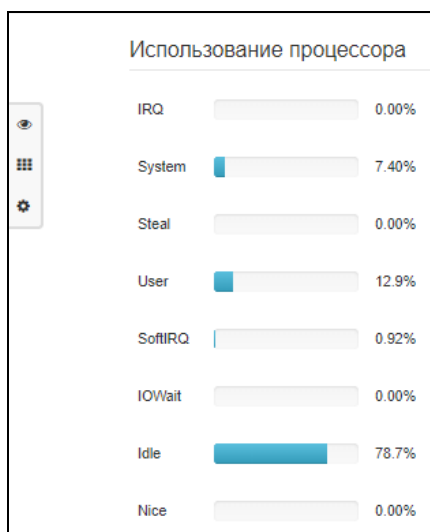 Использование процессора
IRQ 0.00%
System 7.40%
Steal 0.00%
User 12.9%
SoftIRQ 0.92%
IOWait 0.00%
Idle 78.7%
Nice 0.00%